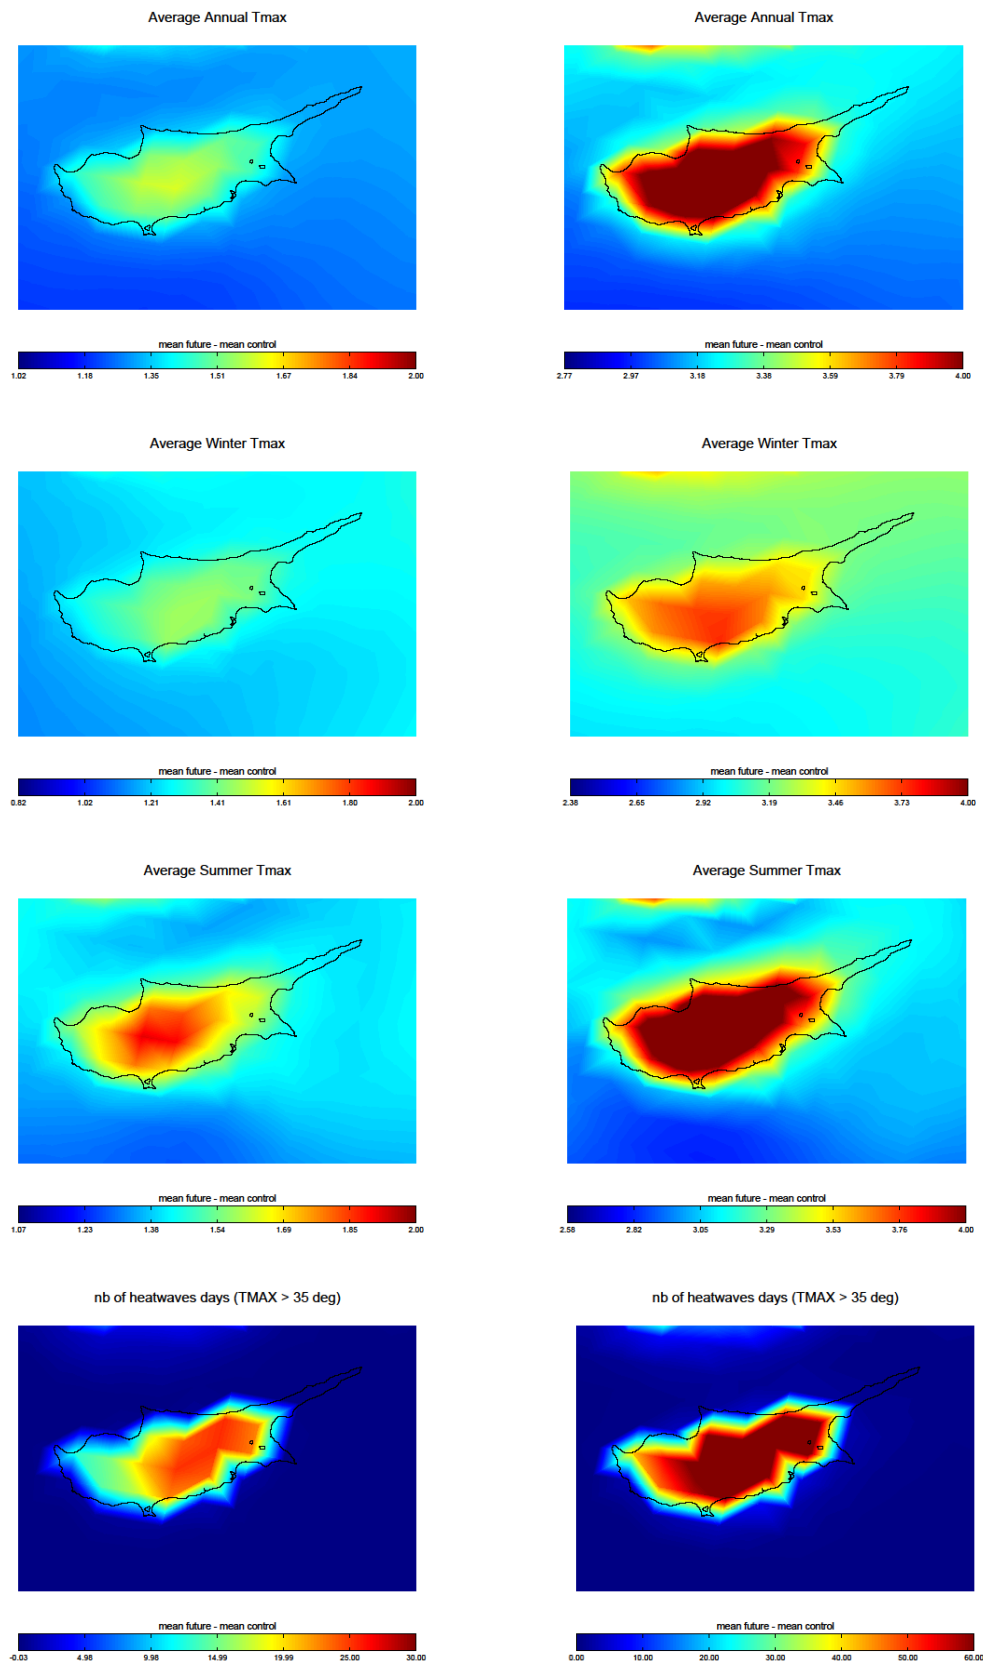 Average Annual Tmax
Average Annual Tmax
mean future - mean control
1.02 1.18 1.35 1.51 1.67 1.84 2.00
mean future - mean control
2.77 2.97 3.18 3.38 3.59 3.79 4.00
Average Winter Tmax
Average Winter Tmax
mean future - mean control
0.82 1.02 1.21 1.41 1.61 1.80 2.00
mean future - mean control
2.38 2.65 2.92 3.19 3.46 3.73 4.00
Average Summer Tmax
Average Summer Tmax
mean future - mean control
1.07 1.23 1.38 1.54 1.69 1.85 2.00
mean future - mean control
2.58 2.82 3.05 3.29 3.53 3.76 4.00
nb of heatwaves days (TMAX > 35 deg)
nb of heatwaves days (TMAX > 35 deg)
mean future - mean control
-0.03 4.98 9.98 14.99 19.99 25.00 30.00
mean future - mean control
0.00 10.00 20.00 30.00 40.00 50.00 60.00